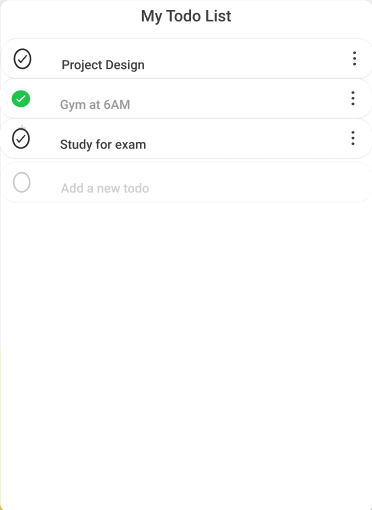 My Todo List
Project Design
Gym at 6AM
Study for exam
Add a new todo